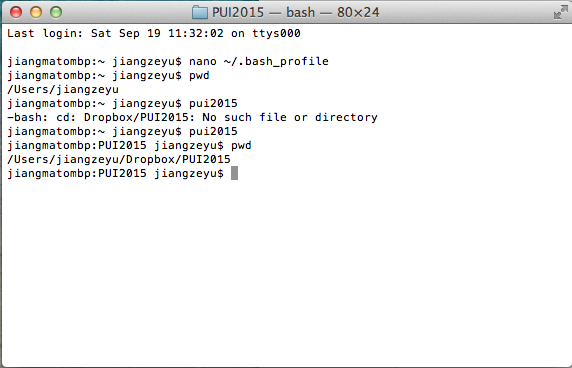 PUI2015 — bash — 80×24
Last login: Sat Sep 19 11:32:02 on ttys000
jiangmatombp:~ jiangzeyu$ nano ~/.bash_profile
jiangmatombp:~ jiangzeyu$ pwd
/Users/jiangzeyu
jiangmatombp:~ jiangzeyu$ pui2015
-bash: cd: Dropbox/PUI2015: No such file or directory
jiangmatombp:~ jiangzeyu$ pui2015
jiangmatombp:PUI2015 jiangzeyu$ pwd
/Users/jiangzeyu/Dropbox/PUI2015
jiangmatombp:PUI2015 jiangzeyu$